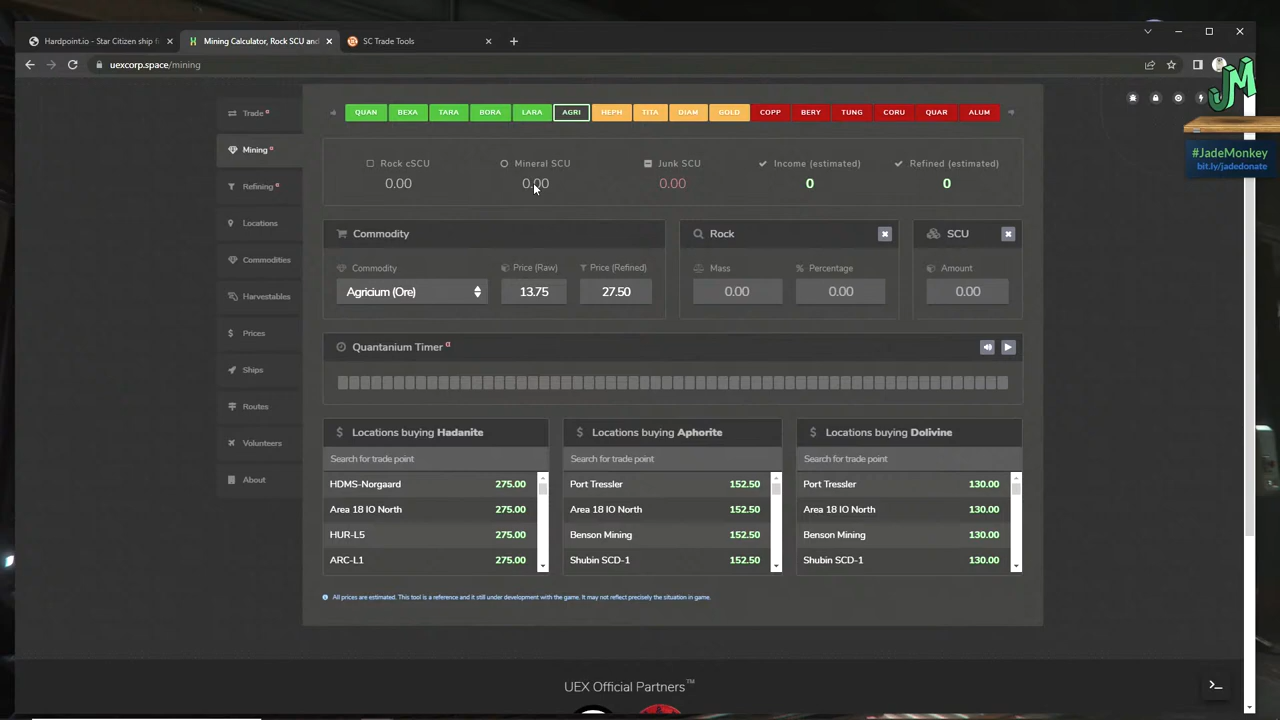 Hardpoint.io - Star Citizen ship f
Mining Calculator, Rock SCU and
SC Trade Tools
uexcorp.space/mining
Trade α
QUAN BEXA TARA BORA LARA AGRI HEPH TITA DIAM GOLD COPP BERY TUNG CORU QUAR ALUM
#JadeMonkey
bit.ly/jadedonate
Mining α
Refining α
Locations
Commodities
Harvestables
Prices
Ships
Routes
Volunteers
About
Rock cSCU Mineral SCU Junk SCU Income (estimated) Refined (estimated)
0.00 0.00 0.00 0 0
Commodity
Commodity Price (Raw) Price (Refined)
Agricium (Ore) 13.75 27.50
Rock
Mass Percentage
0.00 0.00
SCU
Amount
0.00
Quantanium Timer α
Locations buying Hadanite
Search for trade point
HDMS-Norgaard 275.00
Area 18 IO North 275.00
HUR-L5 275.00
ARC-L1 275.00
Locations buying Aphorite
Search for trade point
Port Tressler 152.50
Area 18 IO North 152.50
Benson Mining 152.50
Shubin SCD-1 152.50
Locations buying Dolivine
Search for trade point
Port Tressler 130.00
Area 18 IO North 130.00
Benson Mining 130.00
Shubin SCD-1 130.00
All prices are estimated. This tool is a reference and it still under development with the game. It may not reflect precisely the situation in game.
UEX Official Partners™